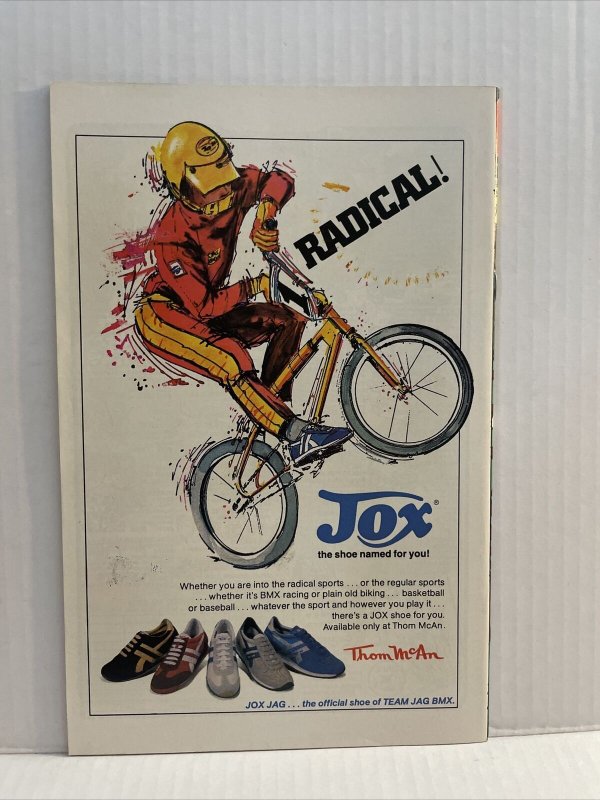 RADICAL!
1
Jox®
the shoe named for you!
Whether you are into the radical sports . . . or the regular sports
. . . whether it's BMX racing or plain old biking . . . basketball
or baseball . . . whatever the sport and however you play it . . .
there's a JOX shoe for you.
Available only at Thom McAn.
Thom McAn
JOX JAG . . . the official shoe of TEAM JAG BMX.